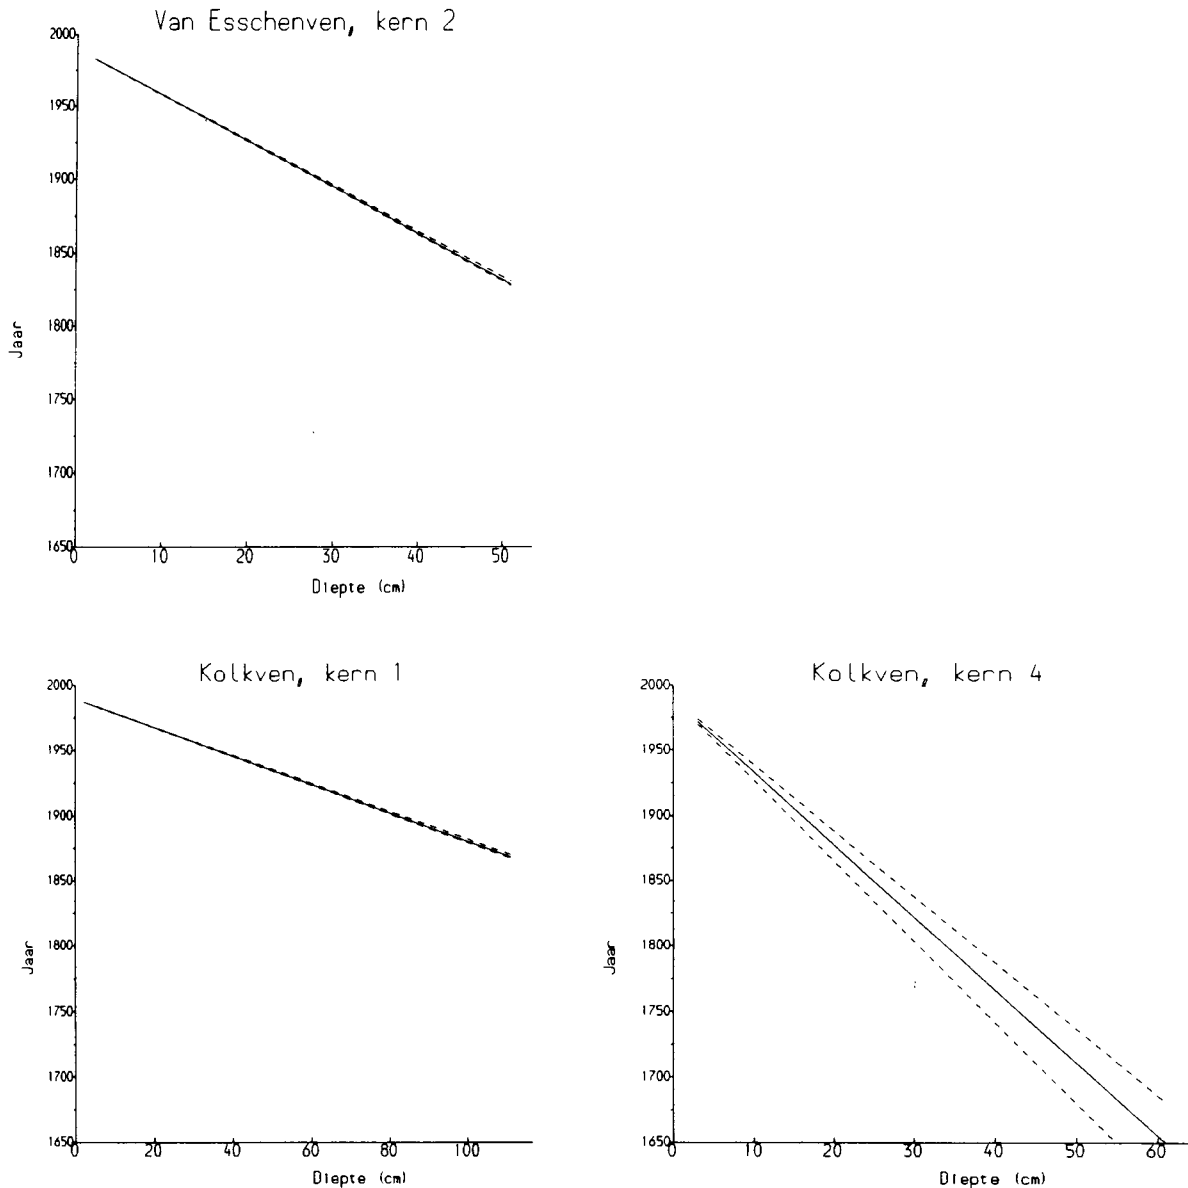 Van Esschenven, kern 2
2000
1950
1900
1850
1800
1750
1700
1650
Jaar
0 10 20 30 40 50
Diepte (cm)
Kolkven, kern 1
2000
1950
1900
1850
1800
1750
1700
1650
Jaar
0 20 40 60 80 100
Diepte (cm)
Kolkven, kern 4
2000
1950
1900
1850
1800
1750
1700
1650
Jaar
0 10 20 30 40 50 60
Diepte (cm)